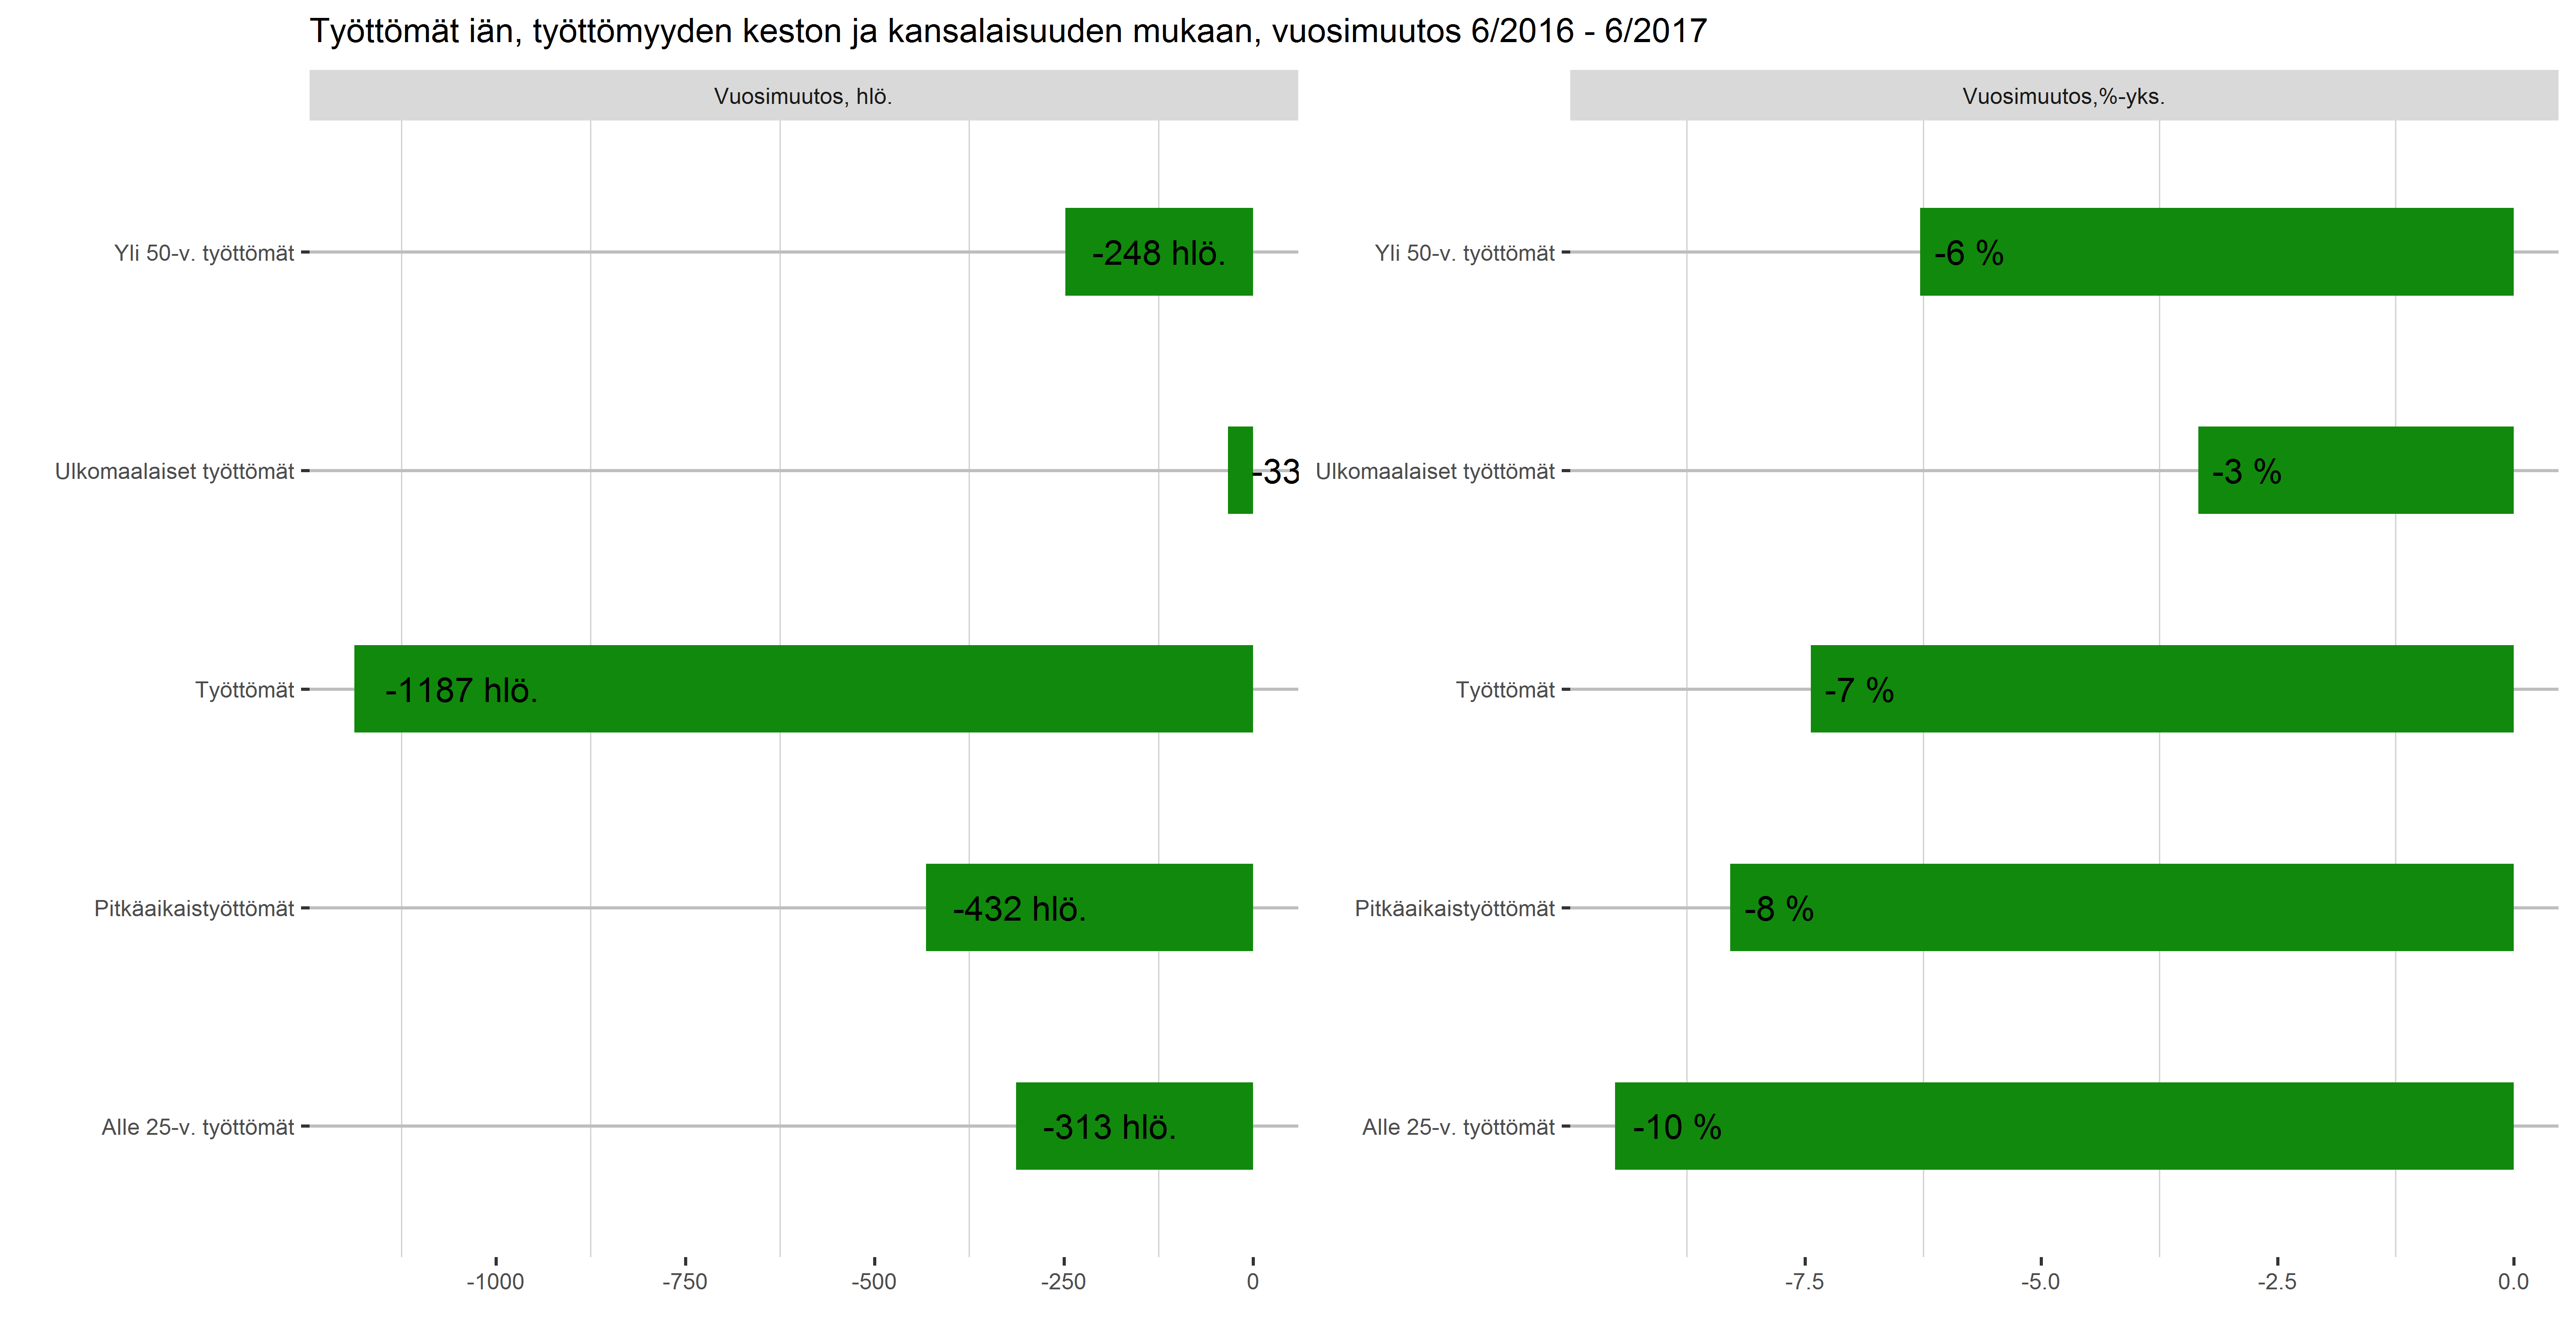 Työttömät iän, työttömyyden keston ja kansalaisuuden mukaan, vuosimuutos 6/2016 - 6/2017
Vuosimuutos, hlö.
Yli 50-v. työttömät
-248 hlö.
Ulkomaalaiset työttömät
-33
Työttömät
-1187 hlö.
Pitkäaikaistyöttömät
-432 hlö.
Alle 25-v. työttömät
-313 hlö.
-1000 -750 -500 -250 0
Vuosimuutos,%-yks.
Yli 50-v. työttömät
-6 %
Ulkomaalaiset työttömät
-3 %
Työttömät
-7 %
Pitkäaikaistyöttömät
-8 %
Alle 25-v. työttömät
-10 %
-7.5 -5.0 -2.5 0.0